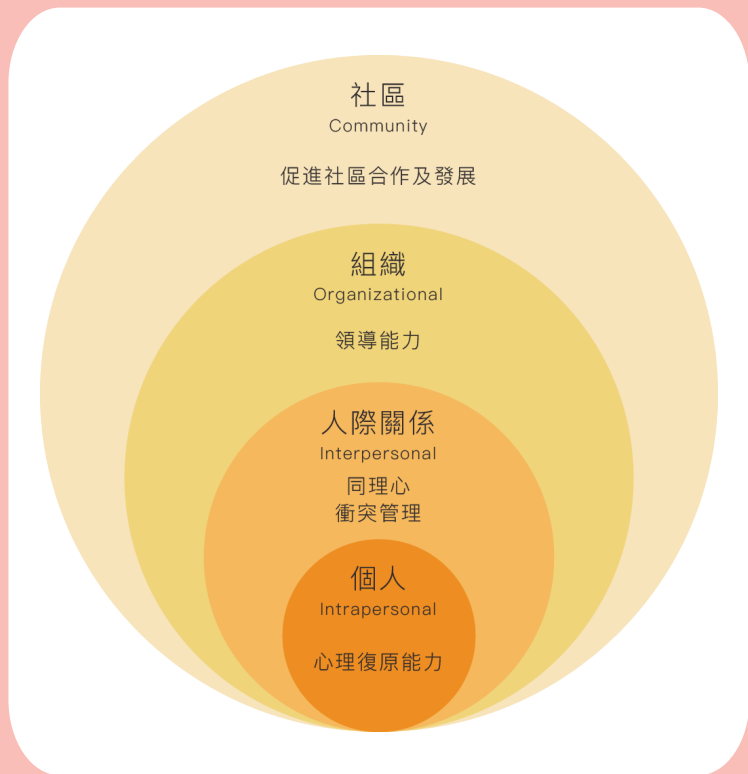 社區
Community
促進社區合作及發展
組織
Organizational
領導能力
人際關係
Interpersonal
同理心
衝突管理
個人
Intrapersonal
心理復原能力